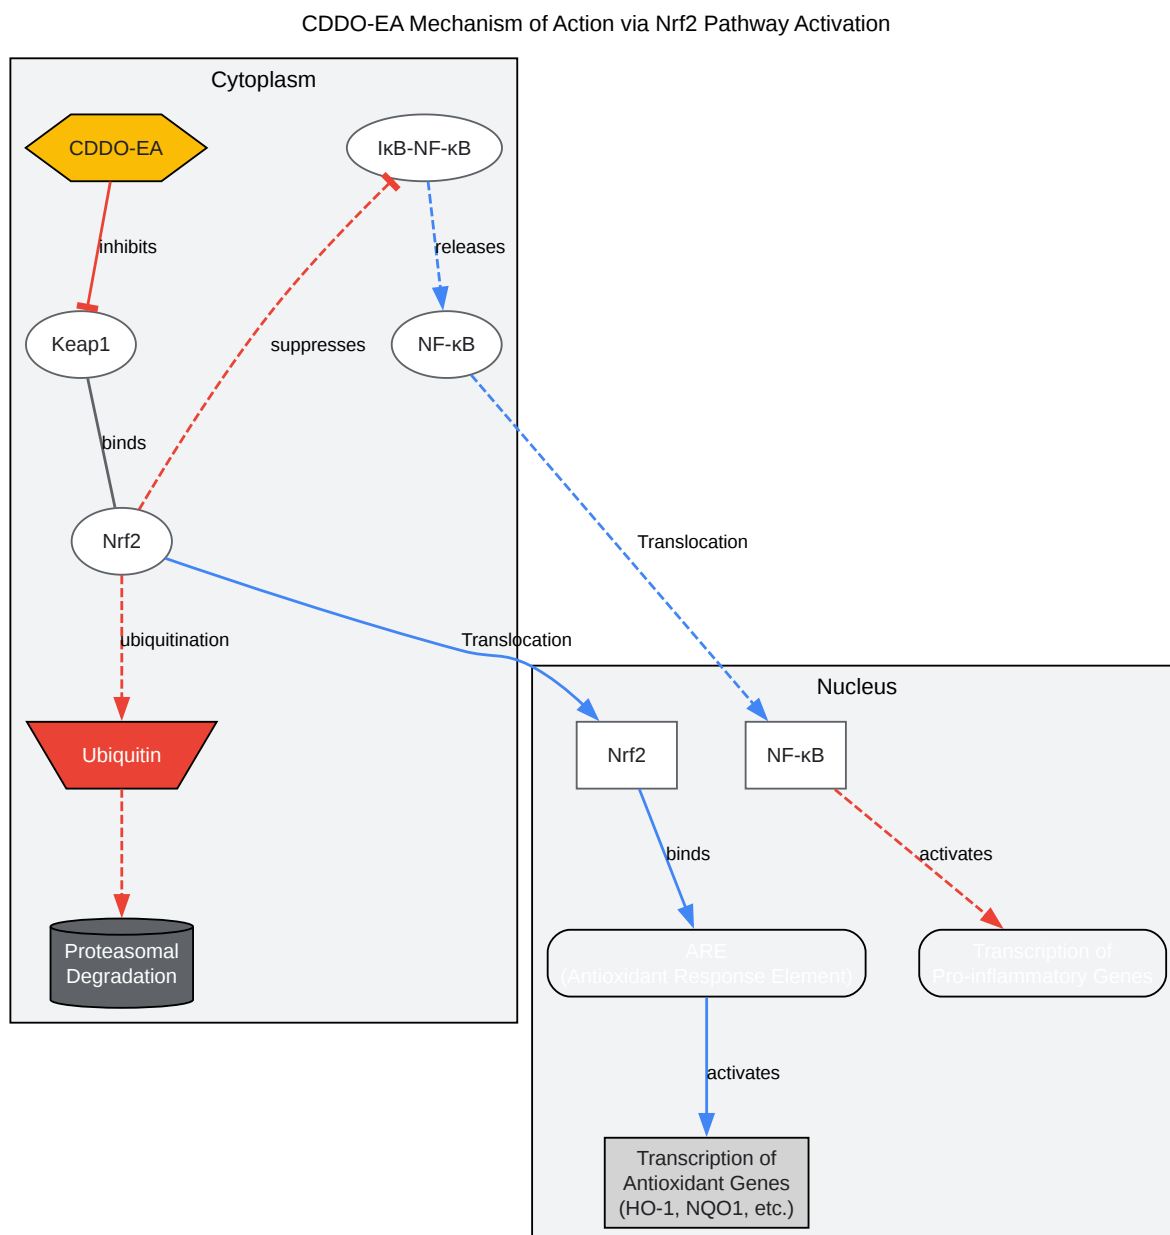 CDDO-EA Mechanism of Action via Nrf2 Pathway Activation
Cytoplasm
CDDO-EA
IκB-NF-κB
inhibits
releases
Keap1
suppresses
NF-κB
binds
Nrf2
Translocation
ubiquitination
Translocation
Nucleus
Ubiquitin
Nrf2
NF-κB
binds
activates
Proteasomal
Degradation
ARE
(Antioxidant Response Element)
Transcription of
Pro-inflammatory Genes
activates
Transcription of
Antioxidant Genes
(HO-1, NQO1, etc.)